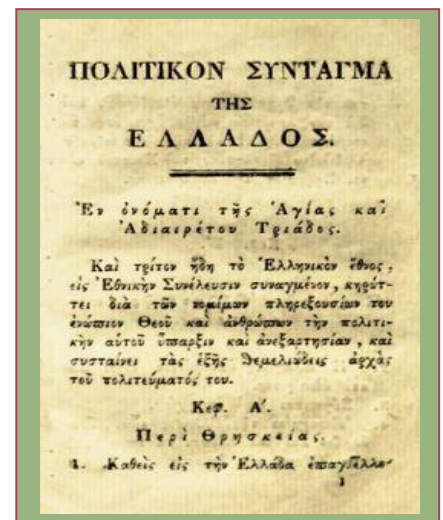 ΠΟΛΙΤΙΚΟΝ ΣΥΝΤΑΓΜΑ
ΤΗΣ
ΕΛΛΑΔΟΣ.
Ἐν ὀνόματι τῆς Ἁγίας καὶ
Ἀδιαιρέτου Τριάδος.
Καὶ τρίτον ἤδη τὸ Ἑλληνικὸν ἔθνος,
εἰς Ἐθνικὴν Συνέλευσιν συναγμένον, κηρύτ-
τει διὰ τῶν νομίμων πληρεξουσίων του
ἐνώπιον Θεοῦ καὶ ἀνθρώπων τὴν πολιτι-
κὴν αὐτοῦ ὕπαρξιν καὶ ἀνεξαρτησίαν, καὶ
συσταίνει τὰς ἑξῆς θεμελιώδεις ἀρχὰς
τοῦ πολιτεύματός του.
Κεφ. Α'.
Περὶ Θρησκείας.
1. Καθεὶς εἰς τὴν Ἑλλάδα ἐπαγγέλλε-
1